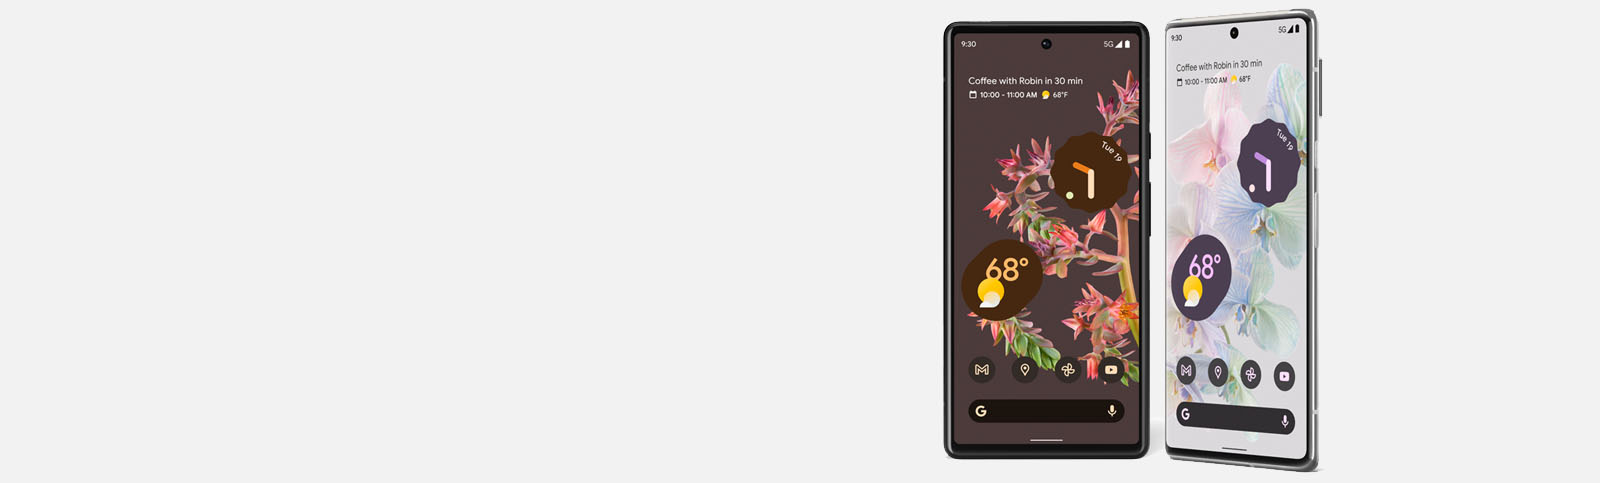 9:30
5G
Coffee with Robin in 30 min
10:00 - 11:00 AM
68°F
Tue 19
68°
G
9:30
5G
Coffee with Robin in 30 min
10:00 - 11:00 AM
68°F
Tue 19
68°
G